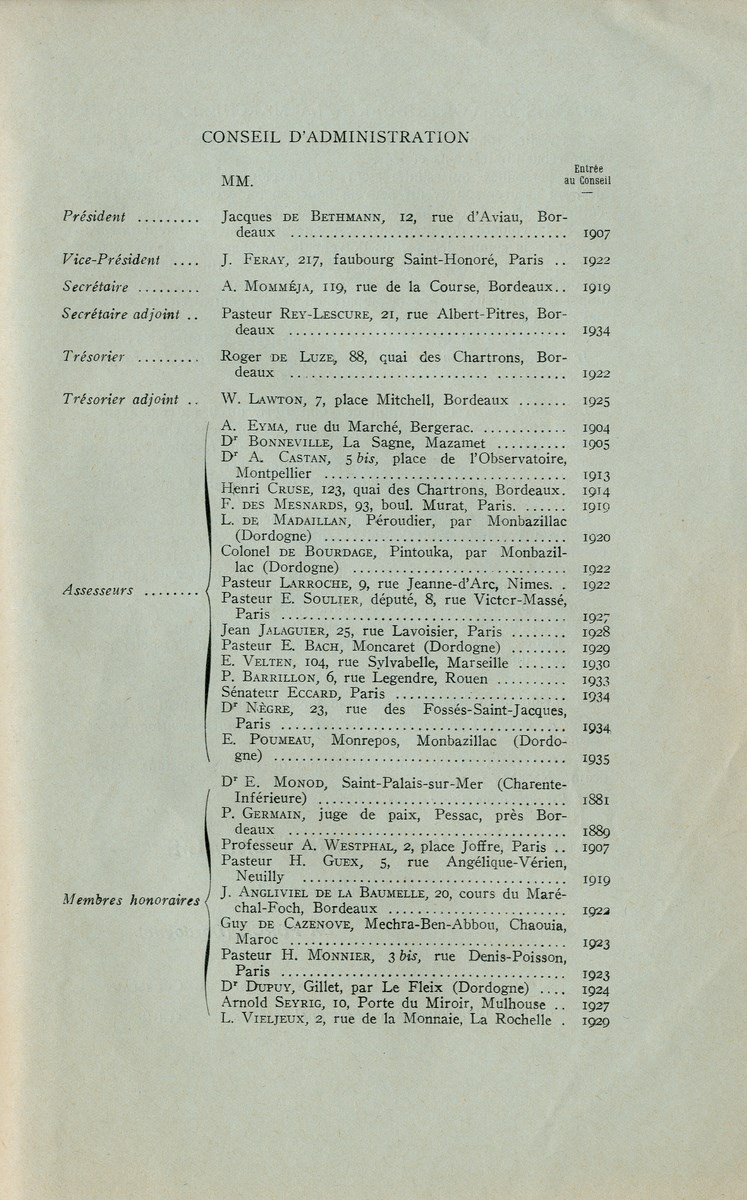 CONSEIL D'ADMINISTRATION
MM.
Entrée
au Conseil
Président ......... Jacques DE BETHMANN, 12, rue d'Aviau, Bor-
deaux ..................................... 1907
Vice-Président .... J. FERAY, 217, faubourg Saint-Honoré, Paris .. 1922
Secrétaire ......... A. MOMMÉJA, 119, rue de la Course, Bordeaux.. 1919
Secrétaire adjoint .. Pasteur REY-LESCURE, 21, rue Albert-Pitres, Bor-
deaux ..................................... 1934
Trésorier ......... Roger DE LUZE, 88, quai des Chartrons, Bor-
deaux ..................................... 1922
Trésorier adjoint .. W. LAWTON, 7, place Mitchell, Bordeaux ....... 1925
A. EYMA, rue du Marché, Bergerac. ........... 1904
Dr BONNEVILLE, La Sagne, Mazamet .......... 1905
Dr A. CASTAN, 5 bis, place de l'Observatoire,
Montpellier ................................ 1913
Henri CRUSE, 123, quai des Chartrons, Bordeaux. 1914
F. DES MESNARDS, 93, boul. Murat, Paris. ...... 1919
L. DE MADAILLAN, Péroudier, par Monbazillac
(Dordogne) ................................ 1920
Colonel DE BOURDAGE, Pintouka, par Monbazil-
lac (Dordogne) ............................ 1922
Assesseurs ........ Pasteur LARROCHE, 9, rue Jeanne-d'Arc, Nimes. . 1922
Pasteur E. SOULIER, député, 8, rue Victor-Massé,
Paris ...................................... 1927
Jean JALAGUIER, 25, rue Lavoisier, Paris ........ 1928
Pasteur E. BACH, Moncaret (Dordogne) ........ 1929
E. VELTEN, 104, rue Sylvabelle, Marseille ....... 1930
P. BARRILLON, 6, rue Legendre, Rouen .......... 1933
Sénateur ECCARD, Paris ....................... 1934
Dr NÈGRE, 23, rue des Fossés-Saint-Jacques,
Paris ...................................... 1934
E. POUMEAU, Monrepos, Monbazillac (Dordo-
gne) ....................................... 1935
Dr E. MONOD, Saint-Palais-sur-Mer (Charente-
Inférieure) ................................. 1881
P. GERMAIN, juge de paix, Pessac, près Bor-
deaux ..................................... 1889
Professeur A. WESTPHAL, 2, place Joffre, Paris .. 1907
Pasteur H. GUEX, 5, rue Angélique-Vérien,
Neuilly ................................... 1919
Membres honoraires J. ANGLIVIEL DE LA BAUMELLE, 20, cours du Maré-
chal-Foch, Bordeaux ........................ 1922
Guy DE CAZENOVE, Mechra-Ben-Abbou, Chaouia,
Maroc ..................................... 1923
Pasteur H. MONNIER, 3 bis, rue Denis-Poisson,
Paris ...................................... 1923
Dr DUPUY, Gillet, par Le Fleix (Dordogne) .... 1924
Arnold SEYRIG, 10, Porte du Miroir, Mulhouse .. 1927
L. VIELJEUX, 2, rue de la Monnaie, La Rochelle . 1929